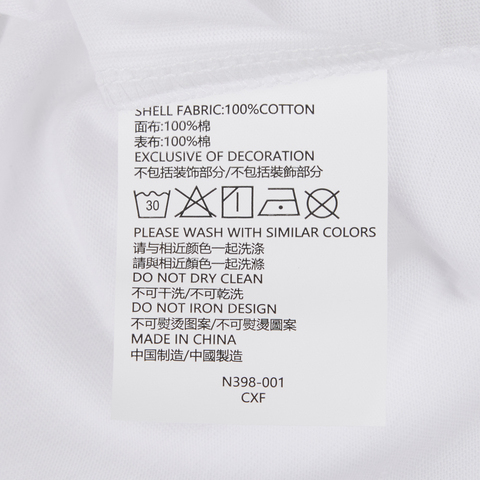 SHELL FABRIC:100%COTTON
面布:100%棉
表布:100%棉
EXCLUSIVE OF DECORATION
不包括装饰部分/不包括裝飾部分
30
PLEASE WASH WITH SIMILAR COLORS
请与相近颜色一起洗涤
請與相近顏色一起洗滌
DO NOT DRY CLEAN
不可干洗/不可乾洗
DO NOT IRON DESIGN
不可熨烫图案/不可熨燙圖案
MADE IN CHINA
中国制造/中國製造
N398-001
CXF